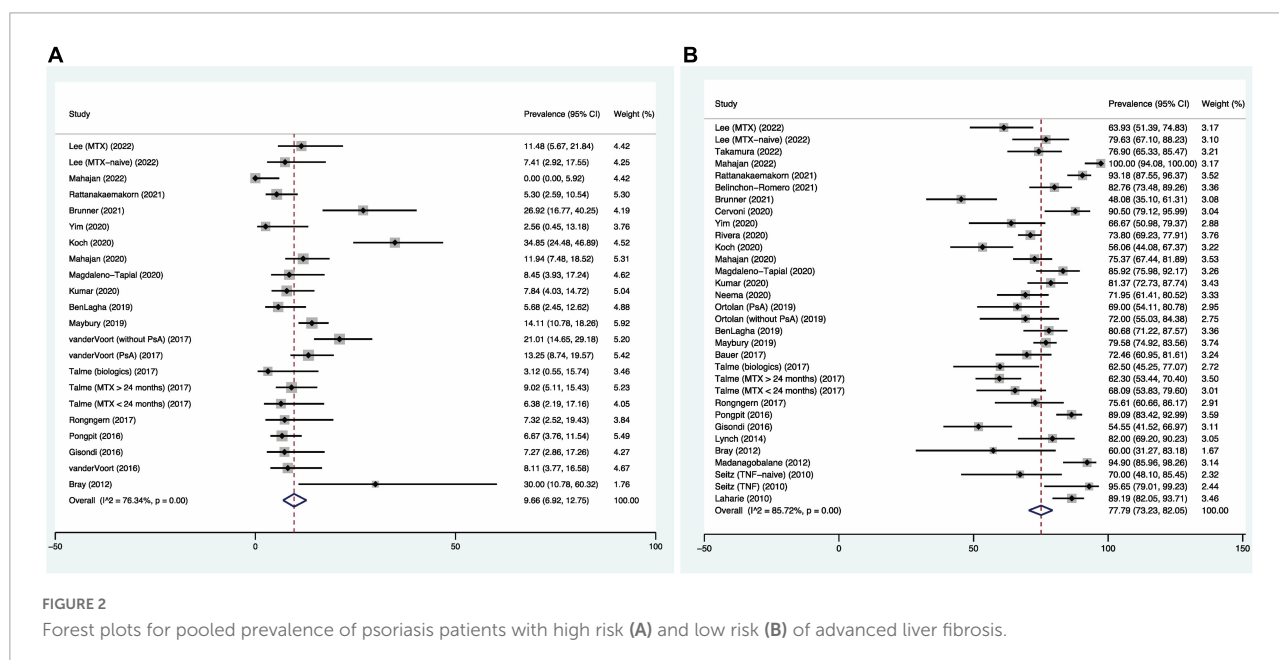 A
Study Prevalence (95% CI) Weight (%)
Lee (MTX) (2022) 11.48 (5.67, 21.84) 4.42
Lee (MTX−naive) (2022) 7.41 (2.92, 17.55) 4.25
Mahajan (2022) 0.00 (0.00, 5.92) 4.42
Rattanakaemakorn (2021) 5.30 (2.59, 10.54) 5.30
Brunner (2021) 26.92 (16.77, 40.25) 4.19
Yim (2020) 2.56 (0.45, 13.18) 3.76
Koch (2020) 34.85 (24.48, 46.89) 4.52
Mahajan (2020) 11.94 (7.48, 18.52) 5.31
Magdaleno−Tapial (2020) 8.45 (3.93, 17.24) 4.62
Kumar (2020) 7.84 (4.03, 14.72) 5.04
BenLagha (2019) 5.68 (2.45, 12.62) 4.88
Maybury (2019) 14.11 (10.78, 18.26) 5.92
vanderVoort (without PsA) (2017) 21.01 (14.65, 29.18) 5.20
vanderVoort (PsA) (2017) 13.25 (8.74, 19.57) 5.42
Talme (biologics) (2017) 3.12 (0.55, 15.74) 3.46
Talme (MTX > 24 months) (2017) 9.02 (5.11, 15.43) 5.23
Talme (MTX < 24 months) (2017) 6.38 (2.19, 17.16) 4.05
Rongngern (2017) 7.32 (2.52, 19.43) 3.84
Pongpit (2016) 6.67 (3.76, 11.54) 5.49
Gisondi (2016) 7.27 (2.86, 17.26) 4.27
vanderVoort (2016) 8.11 (3.77, 16.58) 4.67
Bray (2012) 30.00 (10.78, 60.32) 1.76
Overall (I^2 = 76.34%, p = 0.00) 9.66 (6.92, 12.75) 100.00
−50 0 50 100
B
Study Prevalence (95% CI) Weight (%)
Lee (MTX) (2022) 63.93 (51.39, 74.83) 3.17
Lee (MTX−naive) (2022) 79.63 (67.10, 88.23) 3.10
Takamura (2022) 76.90 (65.33, 85.47) 3.21
Mahajan (2022) 100.00 (94.08, 100.00) 3.17
Rattanakaemakorn (2021) 93.18 (87.55, 96.37) 3.52
Belinchon−Romero (2021) 82.76 (73.48, 89.26) 3.36
Brunner (2021) 48.08 (35.10, 61.31) 3.08
Cervoni (2020) 90.50 (79.12, 95.99) 3.04
Yim (2020) 66.67 (50.98, 79.37) 2.88
Rivera (2020) 73.80 (69.23, 77.91) 3.76
Koch (2020) 56.06 (44.08, 67.37) 3.22
Mahajan (2020) 75.37 (67.44, 81.89) 3.53
Magdaleno−Tapial (2020) 85.92 (75.98, 92.17) 3.26
Kumar (2020) 81.37 (72.73, 87.74) 3.43
Neema (2020) 71.95 (61.41, 80.52) 3.33
Ortolan (PsA) (2019) 69.00 (54.11, 80.78) 2.95
Ortolan (without PsA) (2019) 72.00 (55.03, 84.38) 2.75
BenLagha (2019) 80.68 (71.22, 87.57) 3.36
Maybury (2019) 79.58 (74.92, 83.56) 3.74
Bauer (2017) 72.46 (60.95, 81.61) 3.24
Talme (biologics) (2017) 62.50 (45.25, 77.07) 2.72
Talme (MTX > 24 months) (2017) 62.30 (53.44, 70.40) 3.50
Talme (MTX < 24 months) (2017) 68.09 (53.83, 79.60) 3.01
Rongngern (2017) 75.61 (60.66, 86.17) 2.91
Pongpit (2016) 89.09 (83.42, 92.99) 3.59
Gisondi (2016) 54.55 (41.52, 66.97) 3.11
Lynch (2014) 82.00 (69.20, 90.23) 3.05
Bray (2012) 60.00 (31.27, 83.18) 1.67
Madanagobalane (2012) 94.90 (85.96, 98.26) 3.14
Seitz (TNF−naive) (2010) 70.00 (48.10, 85.45) 2.32
Seitz (TNF) (2010) 95.65 (79.01, 99.23) 2.44
Laharie (2010) 89.19 (82.05, 93.71) 3.46
Overall (I^2 = 85.72%, p = 0.00) 77.79 (73.23, 82.05) 100.00
−50 0 50 100 150
FIGURE 2
Forest plots for pooled prevalence of psoriasis patients with high risk (A) and low risk (B) of advanced liver fibrosis.